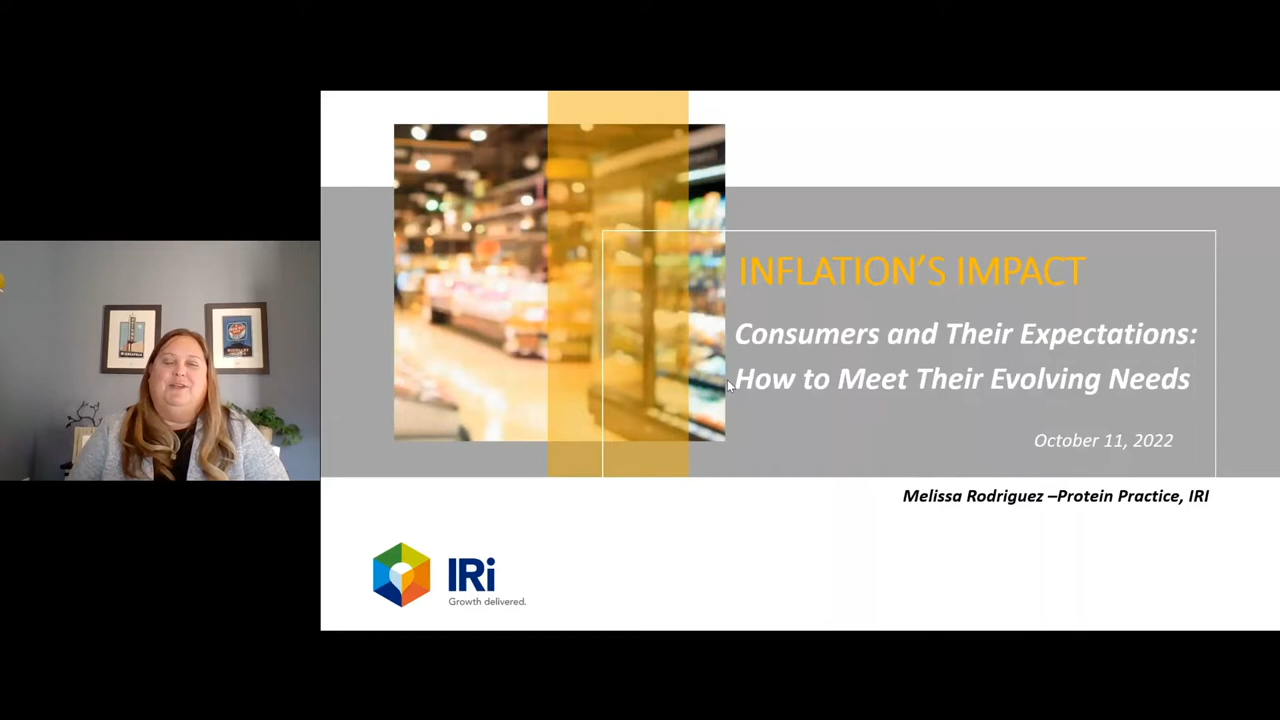 INFLATION'S IMPACT
Consumers and Their Expectations:
How to Meet Their Evolving Needs
October 11, 2022
Melissa Rodriguez –Protein Practice, IRI
IRi
Growth delivered.